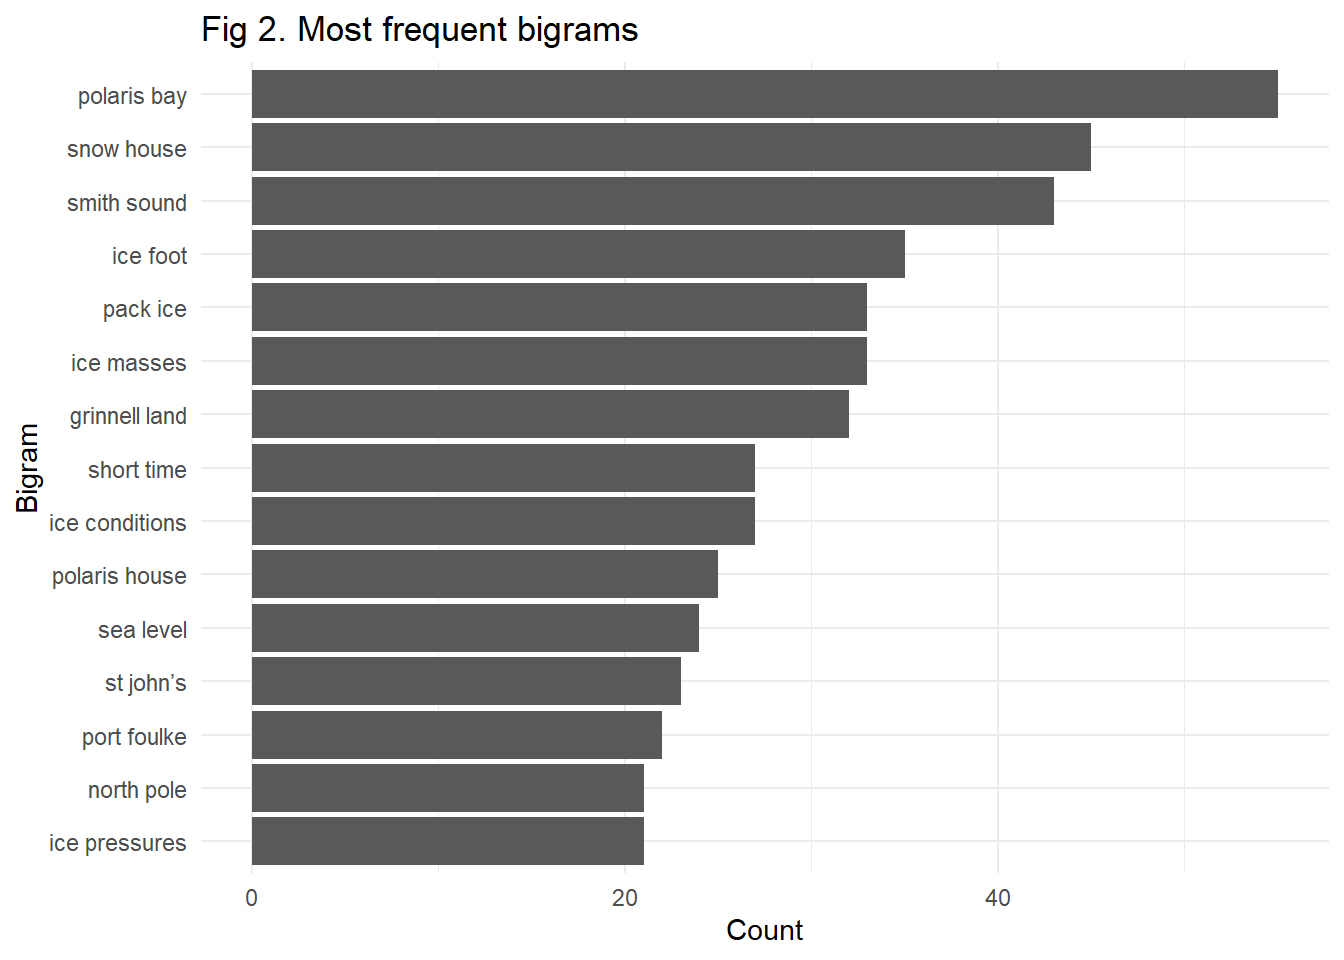 Fig 2. Most frequent bigrams
polaris bay
snow house
smith sound
ice foot
pack ice
ice masses
grinnell land
short time
ice conditions
polaris house
sea level
st john’s
port foulke
north pole
ice pressures
Bigram
0 20 40
Count